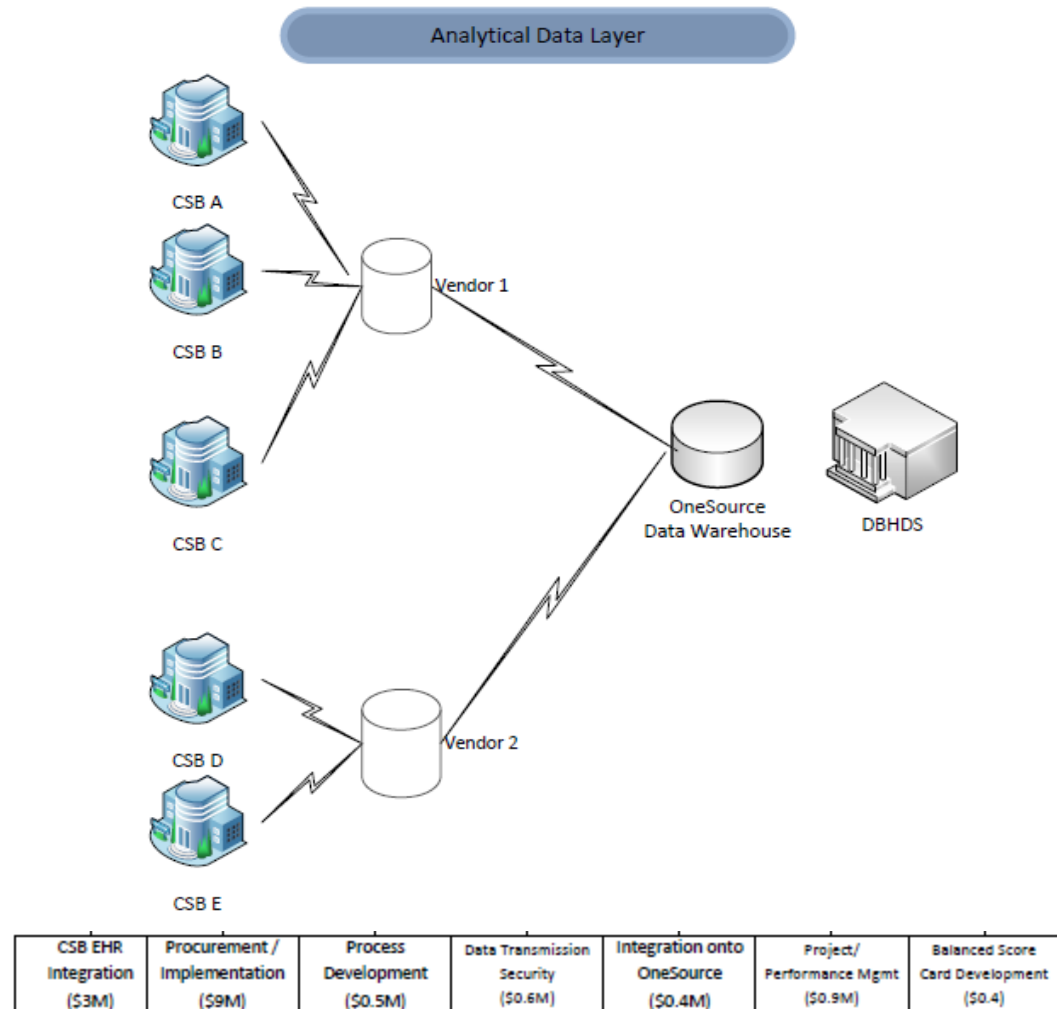 Analytical Data Layer
CSB A
Vendor 1
CSB B
OneSource
Data Warehouse
DBHDS
CSB C
Vendor 2
CSB D
CSB E
CSB EHR
Integration
($3M)
Procurement /
Implementation
($9M)
Process
Development
($0.5M)
Data Transmission
Security
($0.6M)
Integration onto
OneSource
($0.4M)
Project/
Performance Mgmt
($0.9M)
Balanced Score
Card Development
($0.4)